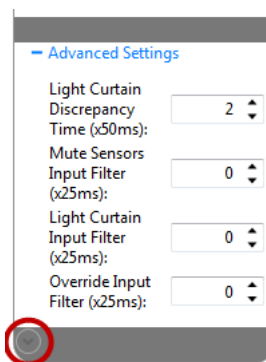 − Advanced Settings
Light Curtain
Discrepancy
Time (x50ms):
2
Mute Sensors
Input Filter
(x25ms):
0
Light Curtain
Input Filter
(x25ms):
0
Override Input
Filter (x25ms):
0